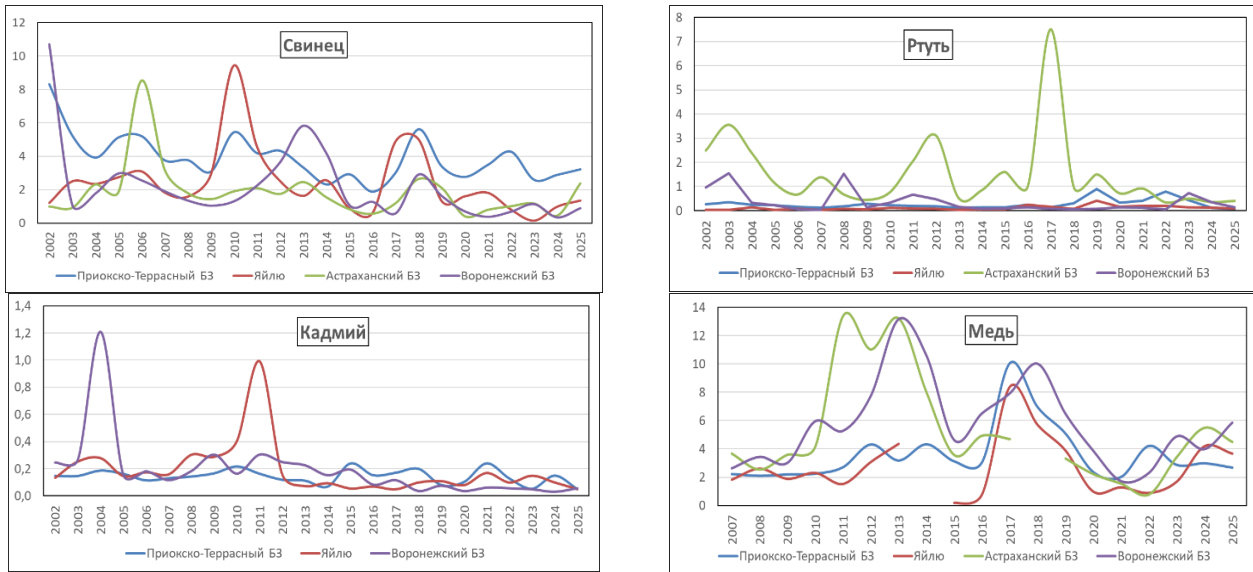 Свинец
12
10
8
6
4
2
0
2002 2003 2004 2005 2006 2007 2008 2009 2010 2011 2012 2013 2014 2015 2016 2017 2018 2019 2020 2021 2022 2023 2024 2025
Приокско-Террасный БЗ Яйлю Астраханский БЗ Воронежский БЗ
Ртуть
8
7
6
5
4
3
2
1
0
2002 2003 2004 2005 2006 2007 2008 2009 2010 2011 2012 2013 2014 2015 2016 2017 2018 2019 2020 2021 2022 2023 2024 2025
Приокско-Террасный БЗ Яйлю Астраханский БЗ Воронежский БЗ
Кадмий
1,4
1,2
1,0
0,8
0,6
0,4
0,2
0,0
2002 2003 2004 2005 2006 2007 2008 2009 2010 2011 2012 2013 2014 2015 2016 2017 2018 2019 2020 2021 2022 2023 2024 2025
Приокско-Террасный БЗ Яйлю Воронежский БЗ
Медь
14
12
10
8
6
4
2
0
2007 2008 2009 2010 2011 2012 2013 2014 2015 2016 2017 2018 2019 2020 2021 2022 2023 2024 2025
Приокско-Террасный БЗ Яйлю Астраханский БЗ Воронежский БЗ